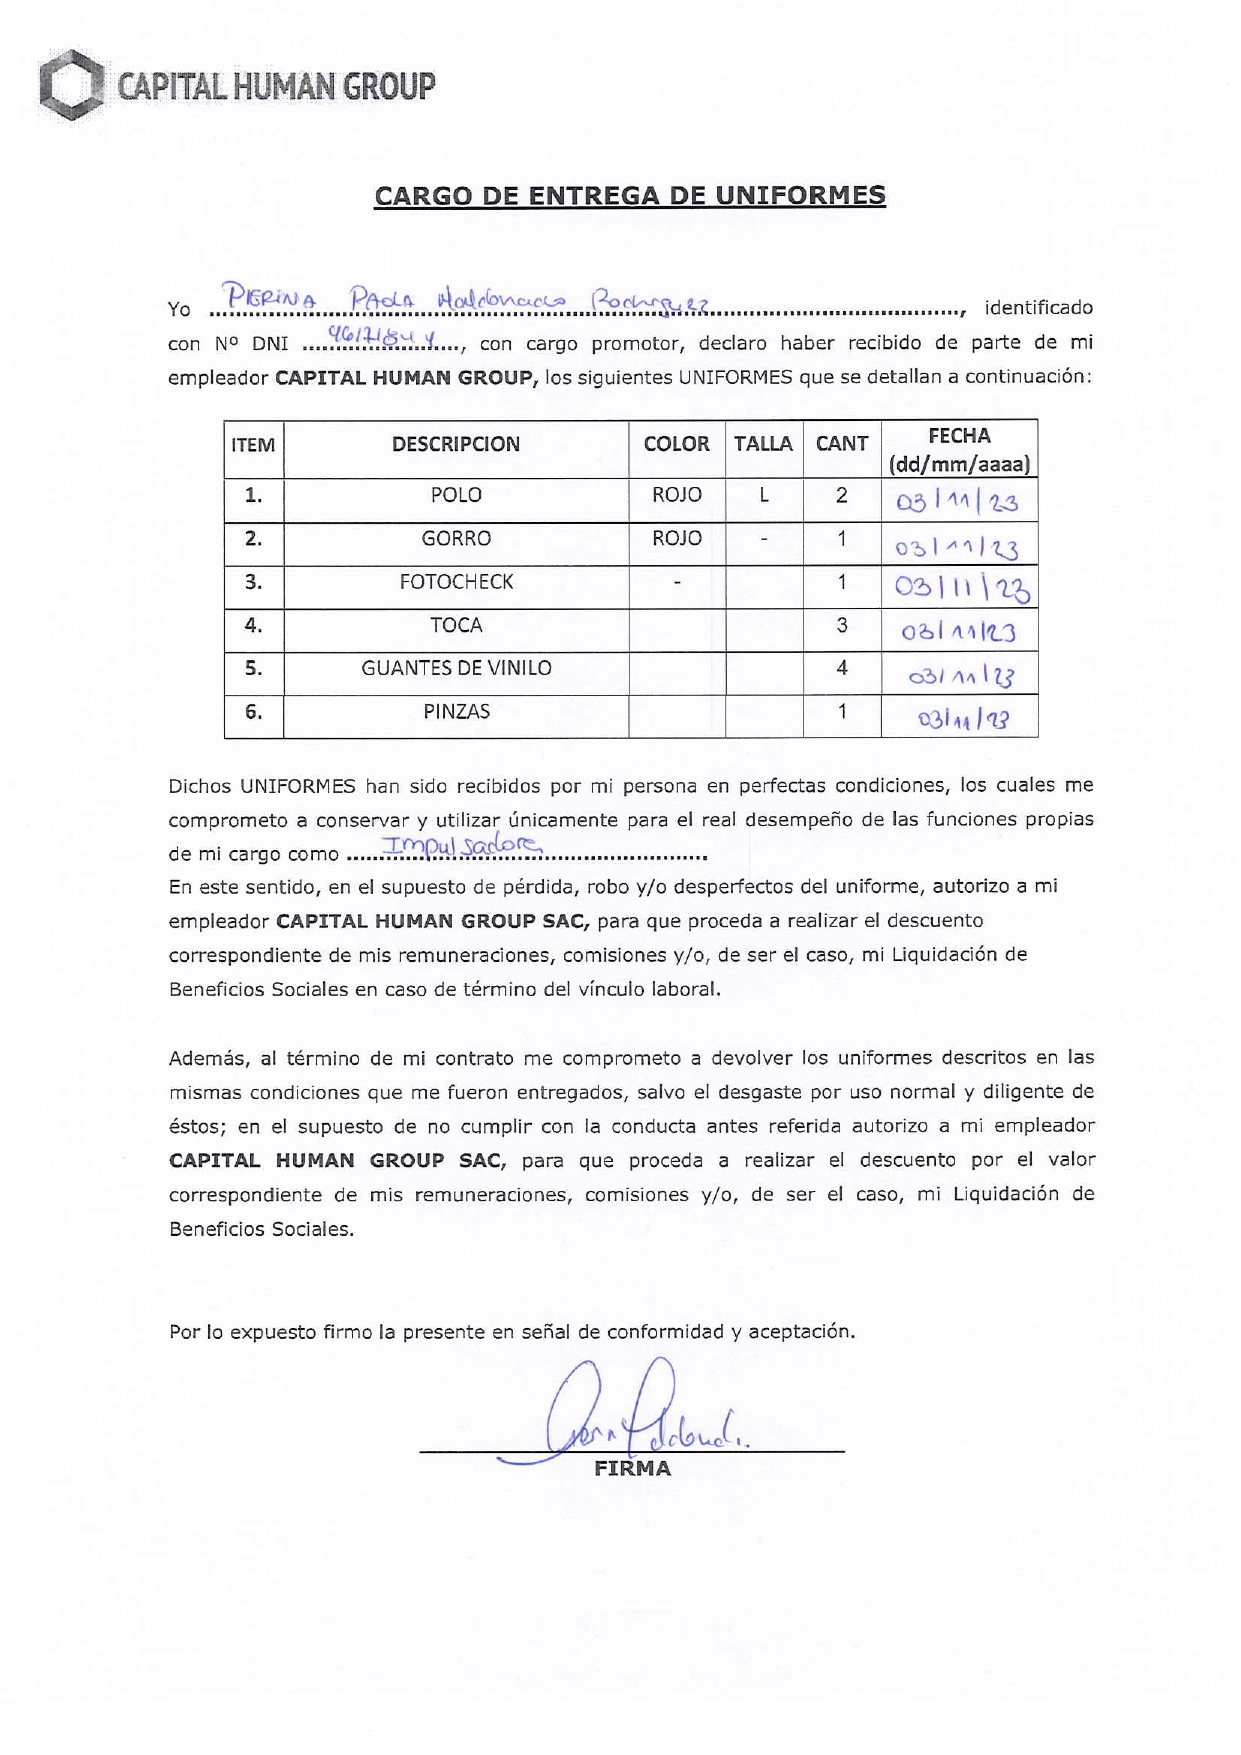 CAPITAL HUMAN GROUP
CARGO DE ENTREGA DE UNIFORMES
Yo PIERINA PAOLA Maldonado Rodriguez, identificado
con Nº DNI ...................., con cargo promotor, declaro haber recibido de parte de mi
empleador CAPITAL HUMAN GROUP, los siguientes UNIFORMES que se detallan a continuación:
ITEM DESCRIPCION COLOR TALLA CANT FECHA (dd/mm/aaaa)
1. POLO ROJO L 2 03/11/23
2. GORRO ROJO - 1 03/11/23
3. FOTOCHECK - 1 03/11/23
4. TOCA 3 03/11/23
5. GUANTES DE VINILO 4 03/11/23
6. PINZAS 1 03/11/23
Dichos UNIFORMES han sido recibidos por mi persona en perfectas condiciones, los cuales me
comprometo a conservar y utilizar únicamente para el real desempeño de las funciones propias
de mi cargo como Impulsadora
En este sentido, en el supuesto de pérdida, robo y/o desperfectos del uniforme, autorizo a mi
empleador CAPITAL HUMAN GROUP SAC, para que proceda a realizar el descuento
correspondiente de mis remuneraciones, comisiones y/o, de ser el caso, mi Liquidación de
Beneficios Sociales en caso de término del vínculo laboral.
Además, al término de mi contrato me comprometo a devolver los uniformes descritos en las
mismas condiciones que me fueron entregados, salvo el desgaste por uso normal y diligente de
éstos; en el supuesto de no cumplir con la conducta antes referida autorizo a mi empleador
CAPITAL HUMAN GROUP SAC, para que proceda a realizar el descuento por el valor
correspondiente de mis remuneraciones, comisiones y/o, de ser el caso, mi Liquidación de
Beneficios Sociales.
Por lo expuesto firmo la presente en señal de conformidad y aceptación.
FIRMA